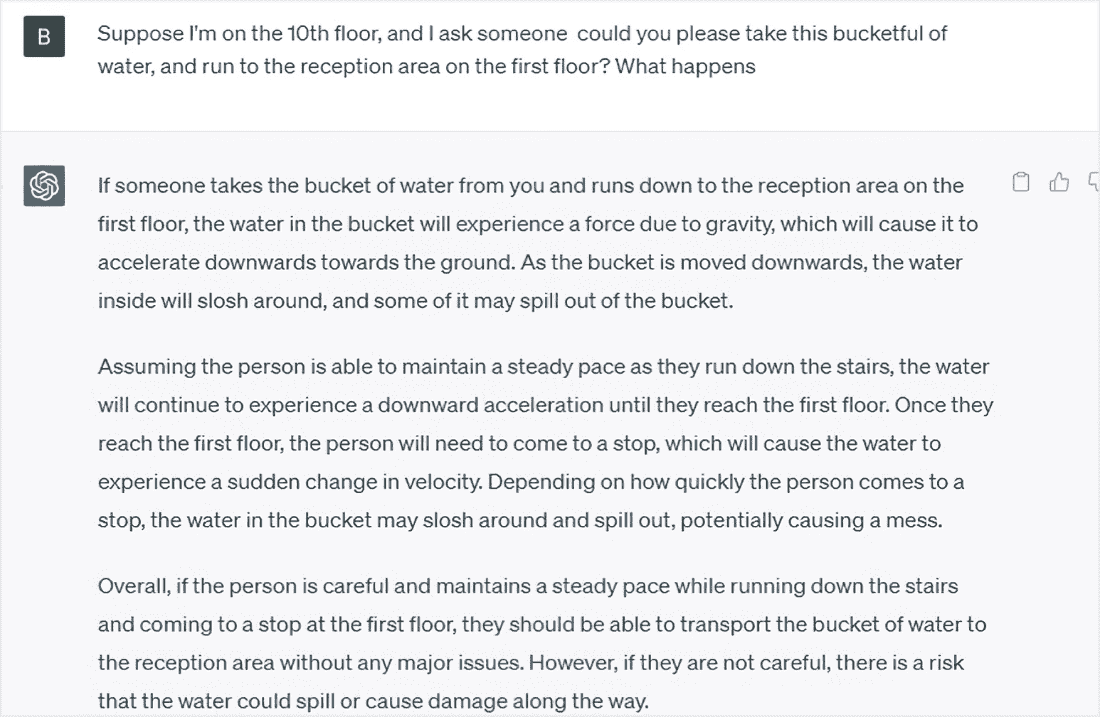 B
Suppose I'm on the 10th floor, and I ask someone  could you please take this bucketful of
water, and run to the reception area on the first floor? What happens
If someone takes the bucket of water from you and runs down to the reception area on the
first floor, the water in the bucket will experience a force due to gravity, which will cause it to
accelerate downwards towards the ground. As the bucket is moved downwards, the water
inside will slosh around, and some of it may spill out of the bucket.
Assuming the person is able to maintain a steady pace as they run down the stairs, the water
will continue to experience a downward acceleration until they reach the first floor. Once they
reach the first floor, the person will need to come to a stop, which will cause the water to
experience a sudden change in velocity. Depending on how quickly the person comes to a
stop, the water in the bucket may slosh around and spill out, potentially causing a mess.
Overall, if the person is careful and maintains a steady pace while running down the stairs
and coming to a stop at the first floor, they should be able to transport the bucket of water to
the reception area without any major issues. However, if they are not careful, there is a risk
that the water could spill or cause damage along the way.